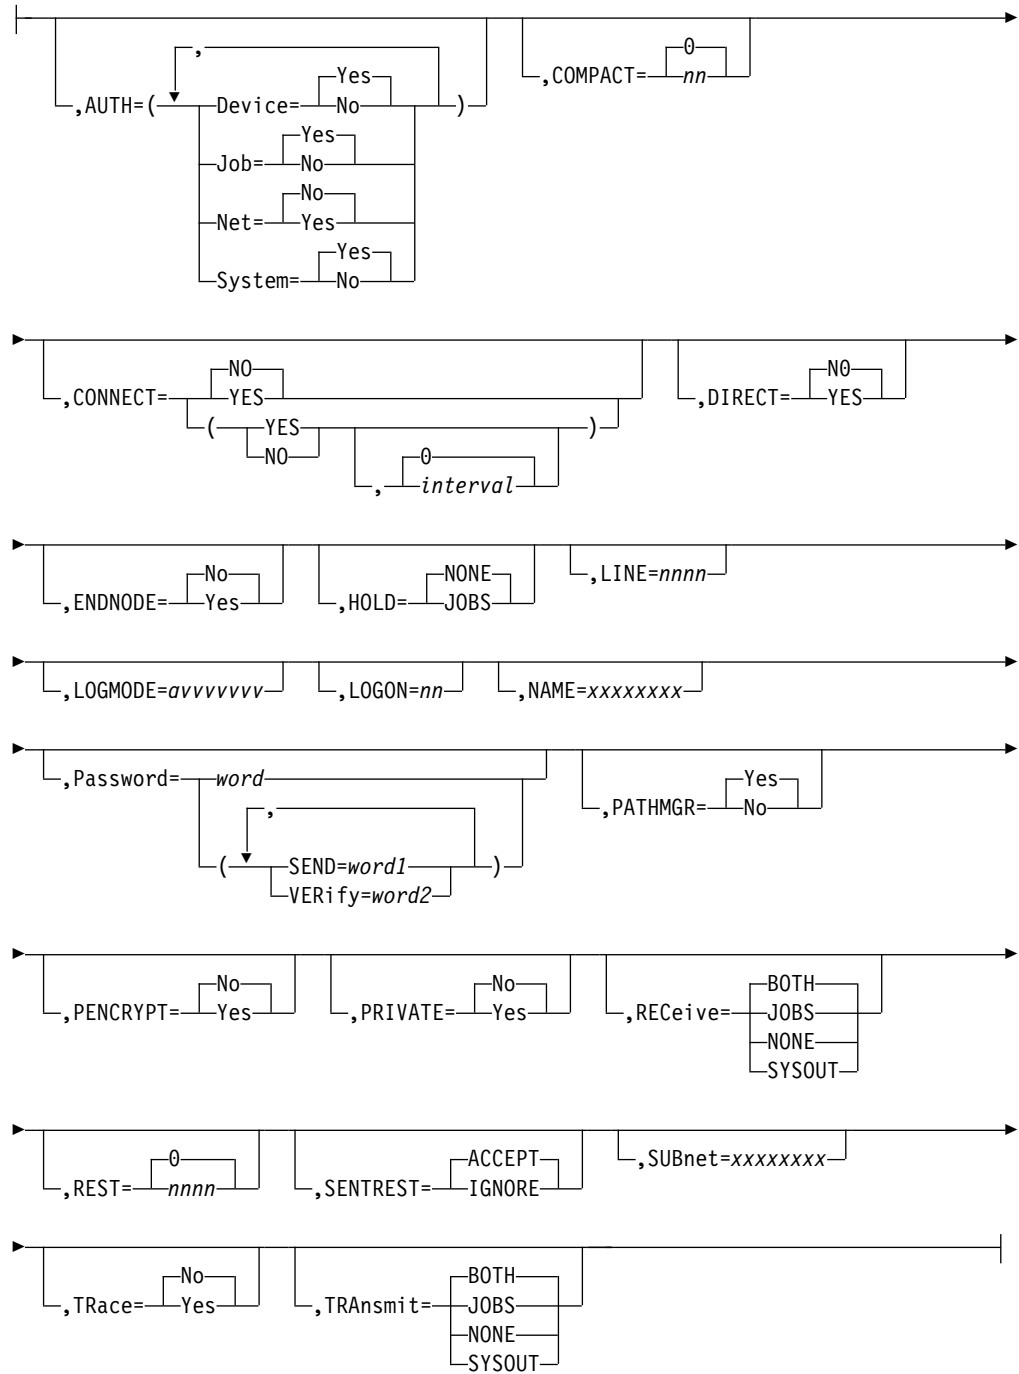 ,
,AUTH=( Device= Yes No )
,COMPACT= 0 nn
Job= Yes No
Net= No Yes
System= Yes No
,CONNECT= NO YES
( YES NO , 0 interval )
,DIRECT= N0 YES
,ENDNODE= No Yes
,HOLD= NONE JOBS
,LINE=nnnn
,LOGMODE=avvvvvvv
,LOGON=nn
,NAME=xxxxxxxx
,Password= word
,
( SEND=word1 )
VERify=word2
,PATHMGR= Yes No
,PENCRYPT= No Yes
,PRIVATE= No Yes
,RECeive= BOTH JOBS NONE SYSOUT
,REST= 0 nnnn
,SENTREST= ACCEPT IGNORE
,SUBnet=xxxxxxxx
,TRace= No Yes
,TRAnsmit= BOTH JOBS NONE SYSOUT